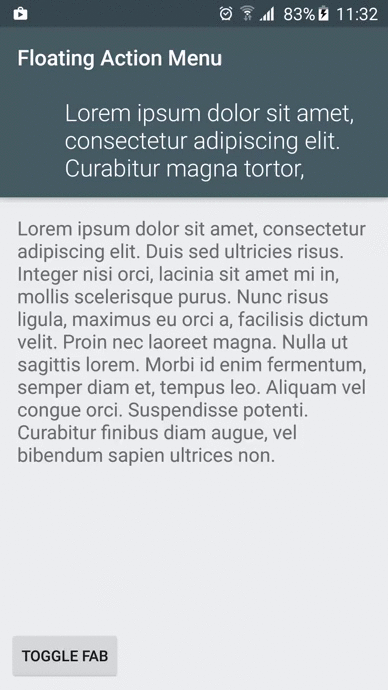 83% 11:32
Floating Action Menu
Lorem ipsum dolor sit amet,
consectetur adipiscing elit.
Curabitur magna tortor,
Lorem ipsum dolor sit amet, consectetur
adipiscing elit. Duis sed ultricies risus.
Integer nisi orci, lacinia sit amet mi in,
mollis scelerisque purus. Nunc risus
ligula, maximus eu orci a, facilisis dictum
velit. Proin nec laoreet magna. Nulla ut
sagittis lorem. Morbi id enim fermentum,
semper diam et, tempus leo. Aliquam vel
congue orci. Suspendisse potenti.
Curabitur finibus diam augue, vel
bibendum sapien ultrices non.
TOGGLE FAB